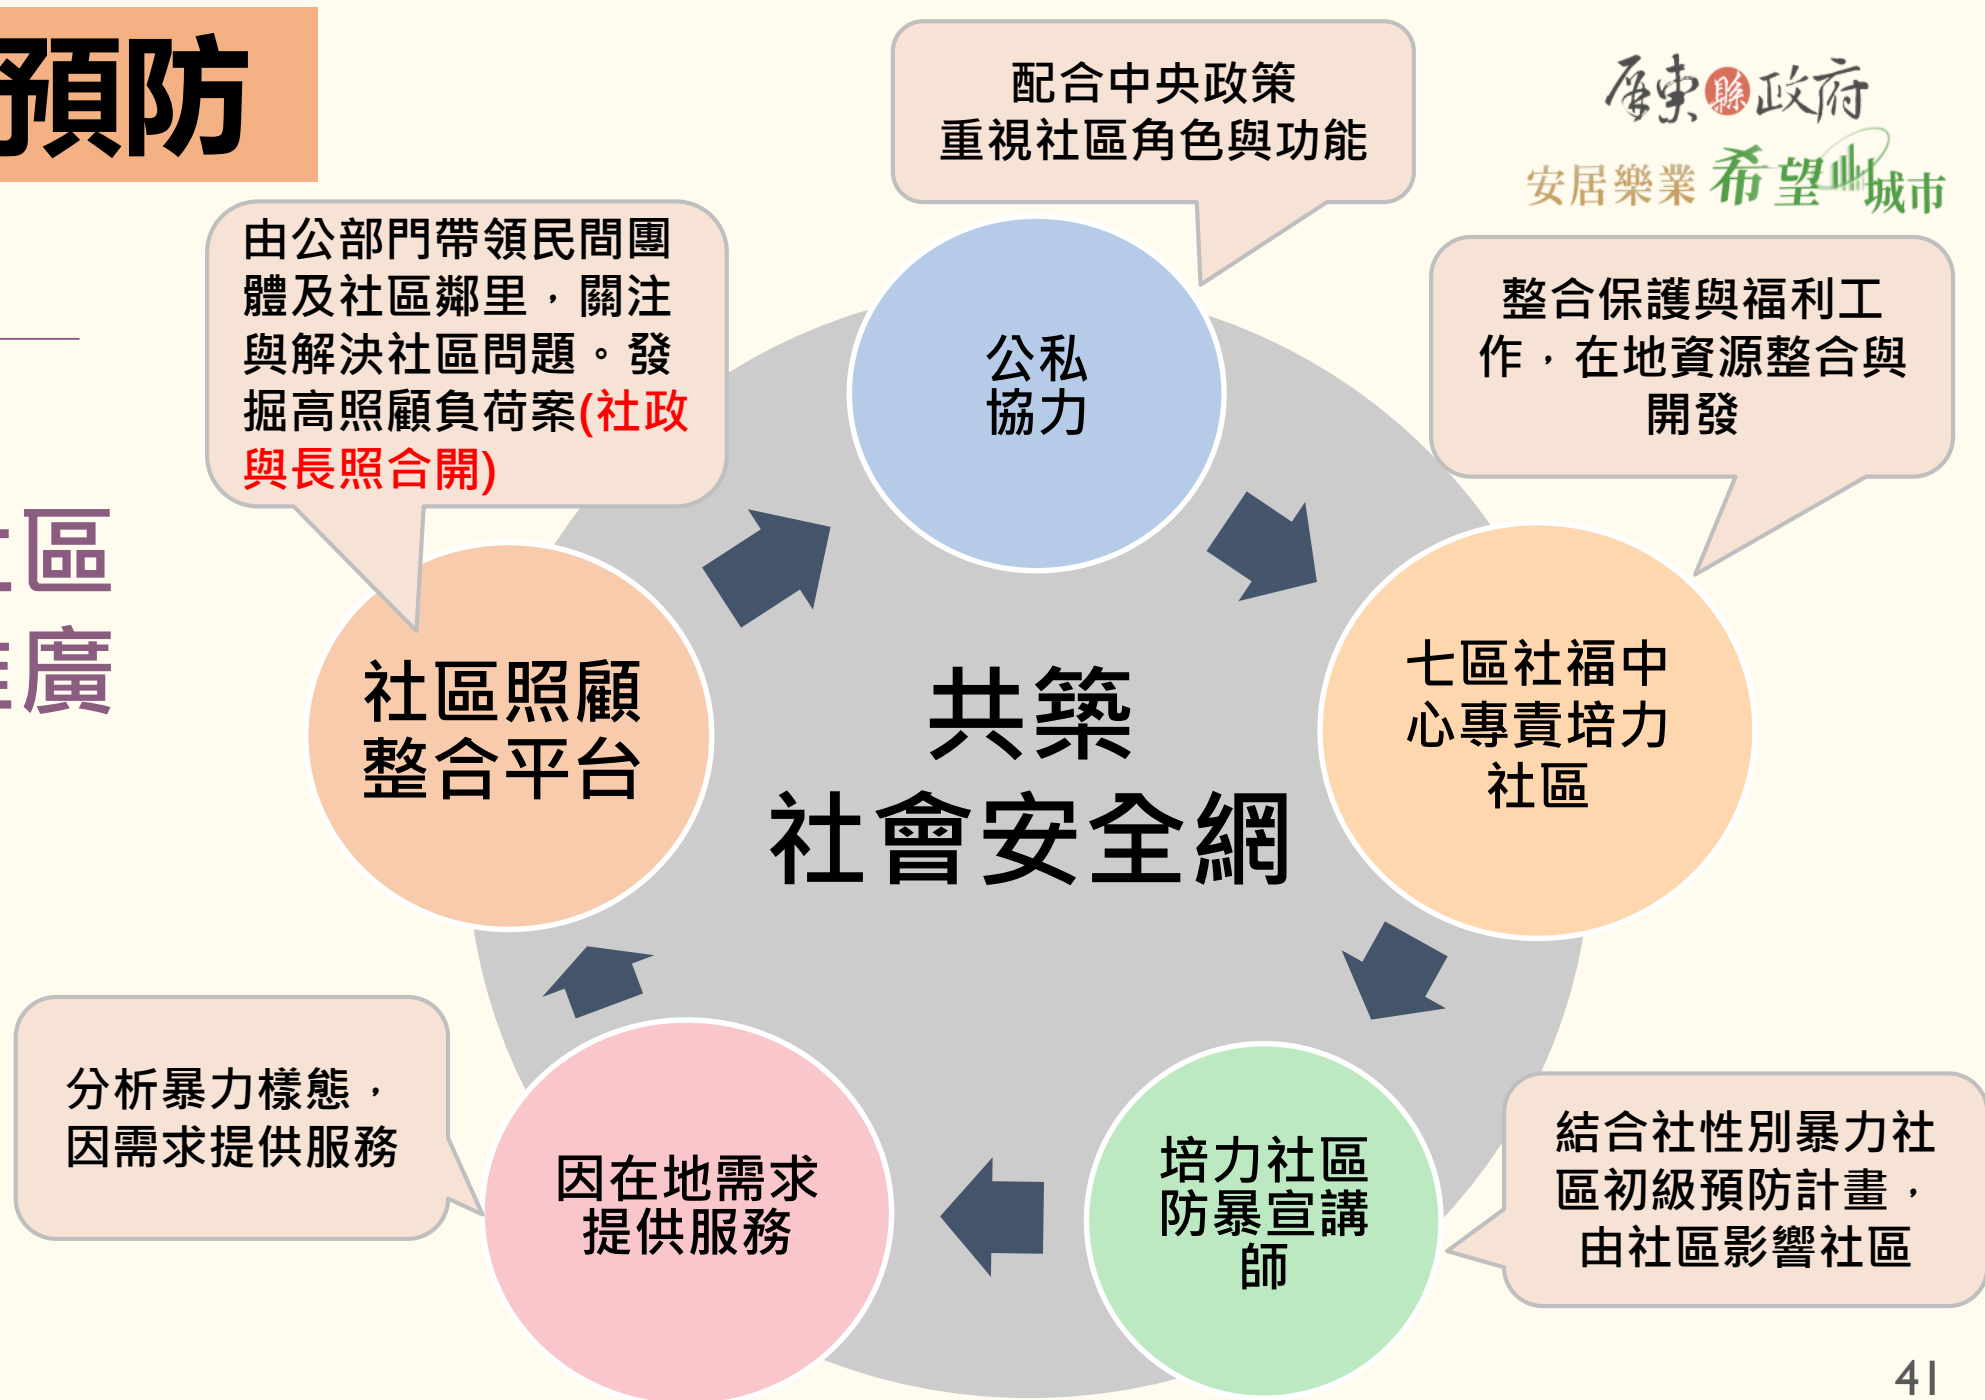 預防
配合中央政策
重視社區角色與功能
屏東縣政府
安居樂業 希望城市
由公部門帶領民間團
體及社區鄰里，關注
與解決社區問題。發
掘高照顧負荷案(社政
與長照合開)
整合保護與福利工
作，在地資源整合與
開發
公私
協力
區
廣
社區照顧
整合平台
共築
社會安全網
七區社福中
心專責培力
社區
分析暴力樣態，
因需求提供服務
因在地需求
提供服務
培力社區
防暴宣講
師
結合社性別暴力社
區初級預防計畫，
由社區影響社區
41